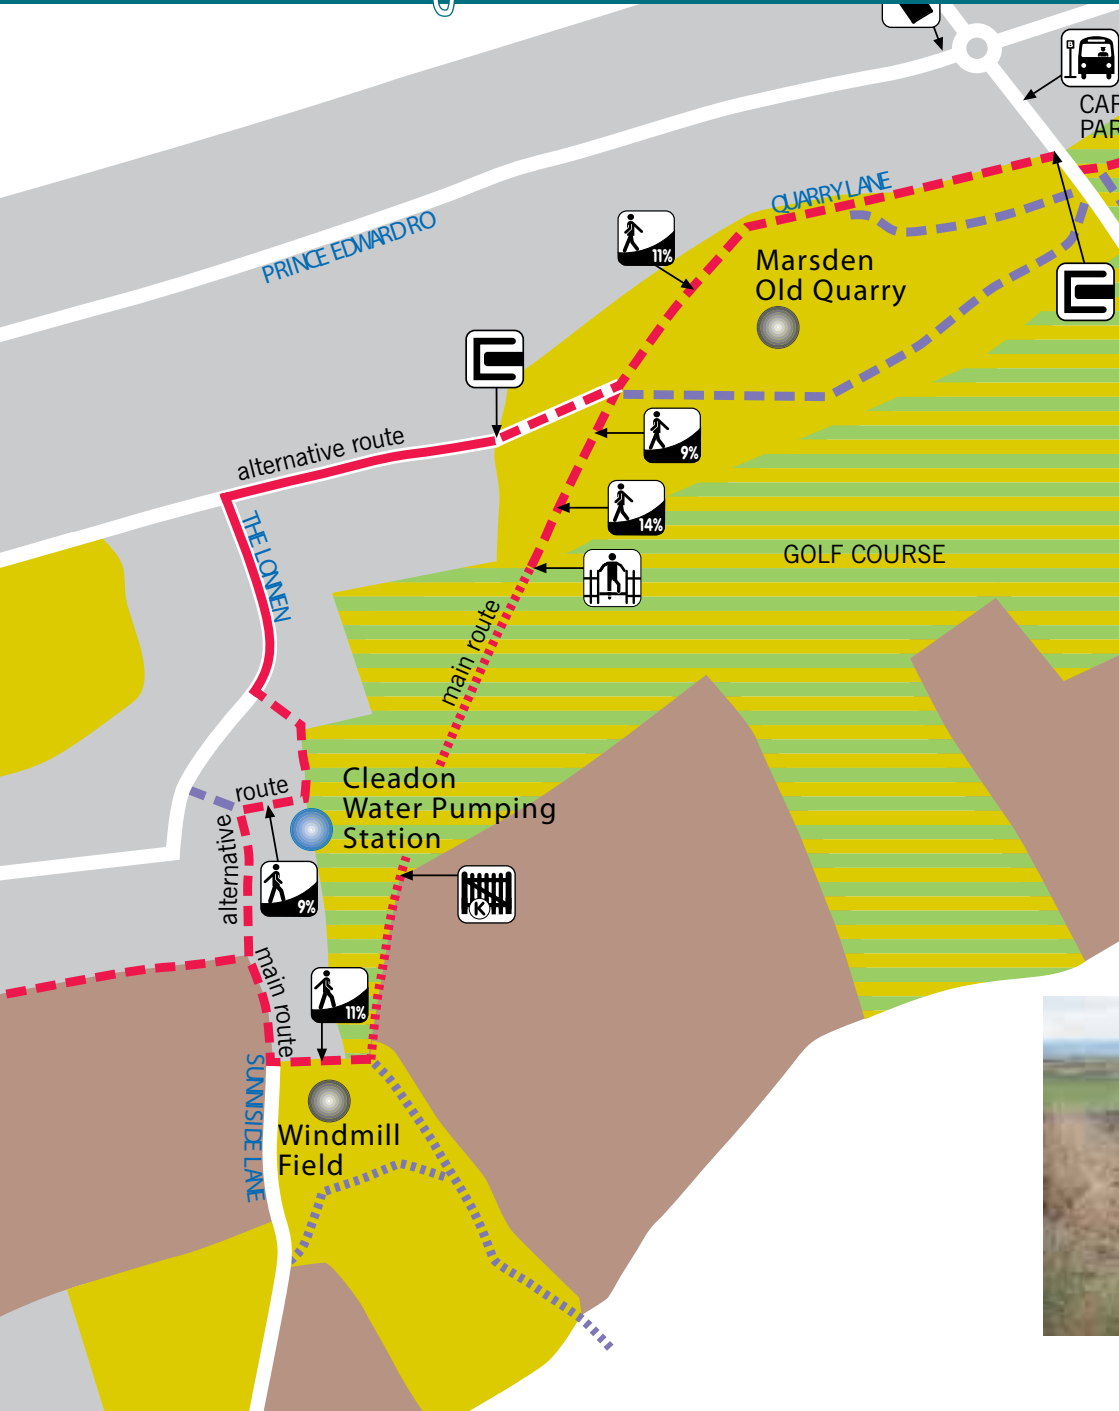 CAR
PAR
QUARRY LANE
PRINCE EDWARD RO
11%
Marsden
Old Quarry
alternative route
9%
14%
THE LONNEN
GOLF COURSE
main route
Cleadon
Water Pumping
Station
route
alternative
9%
K
main route
11%
SUNNISIDE LANE
Windmill
Field